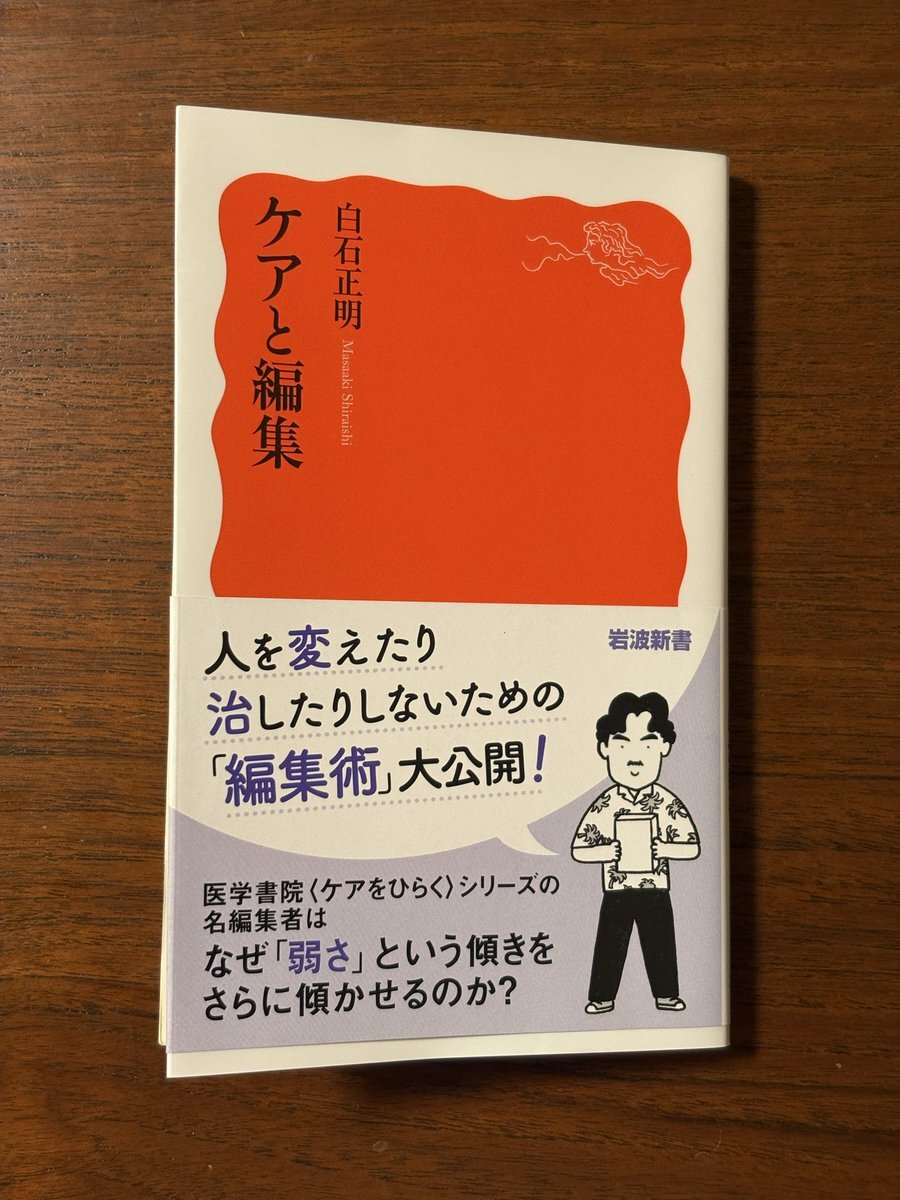 ケアと編集
白石正明
Masaaki Shiraishi
人を変えたり
治したりしないための
「編集術」大公開!
岩波新書
医学書院〈ケアをひらく〉シリーズの
名編集者は
なぜ「弱さ」という傾きを
さらに傾かせるのか?